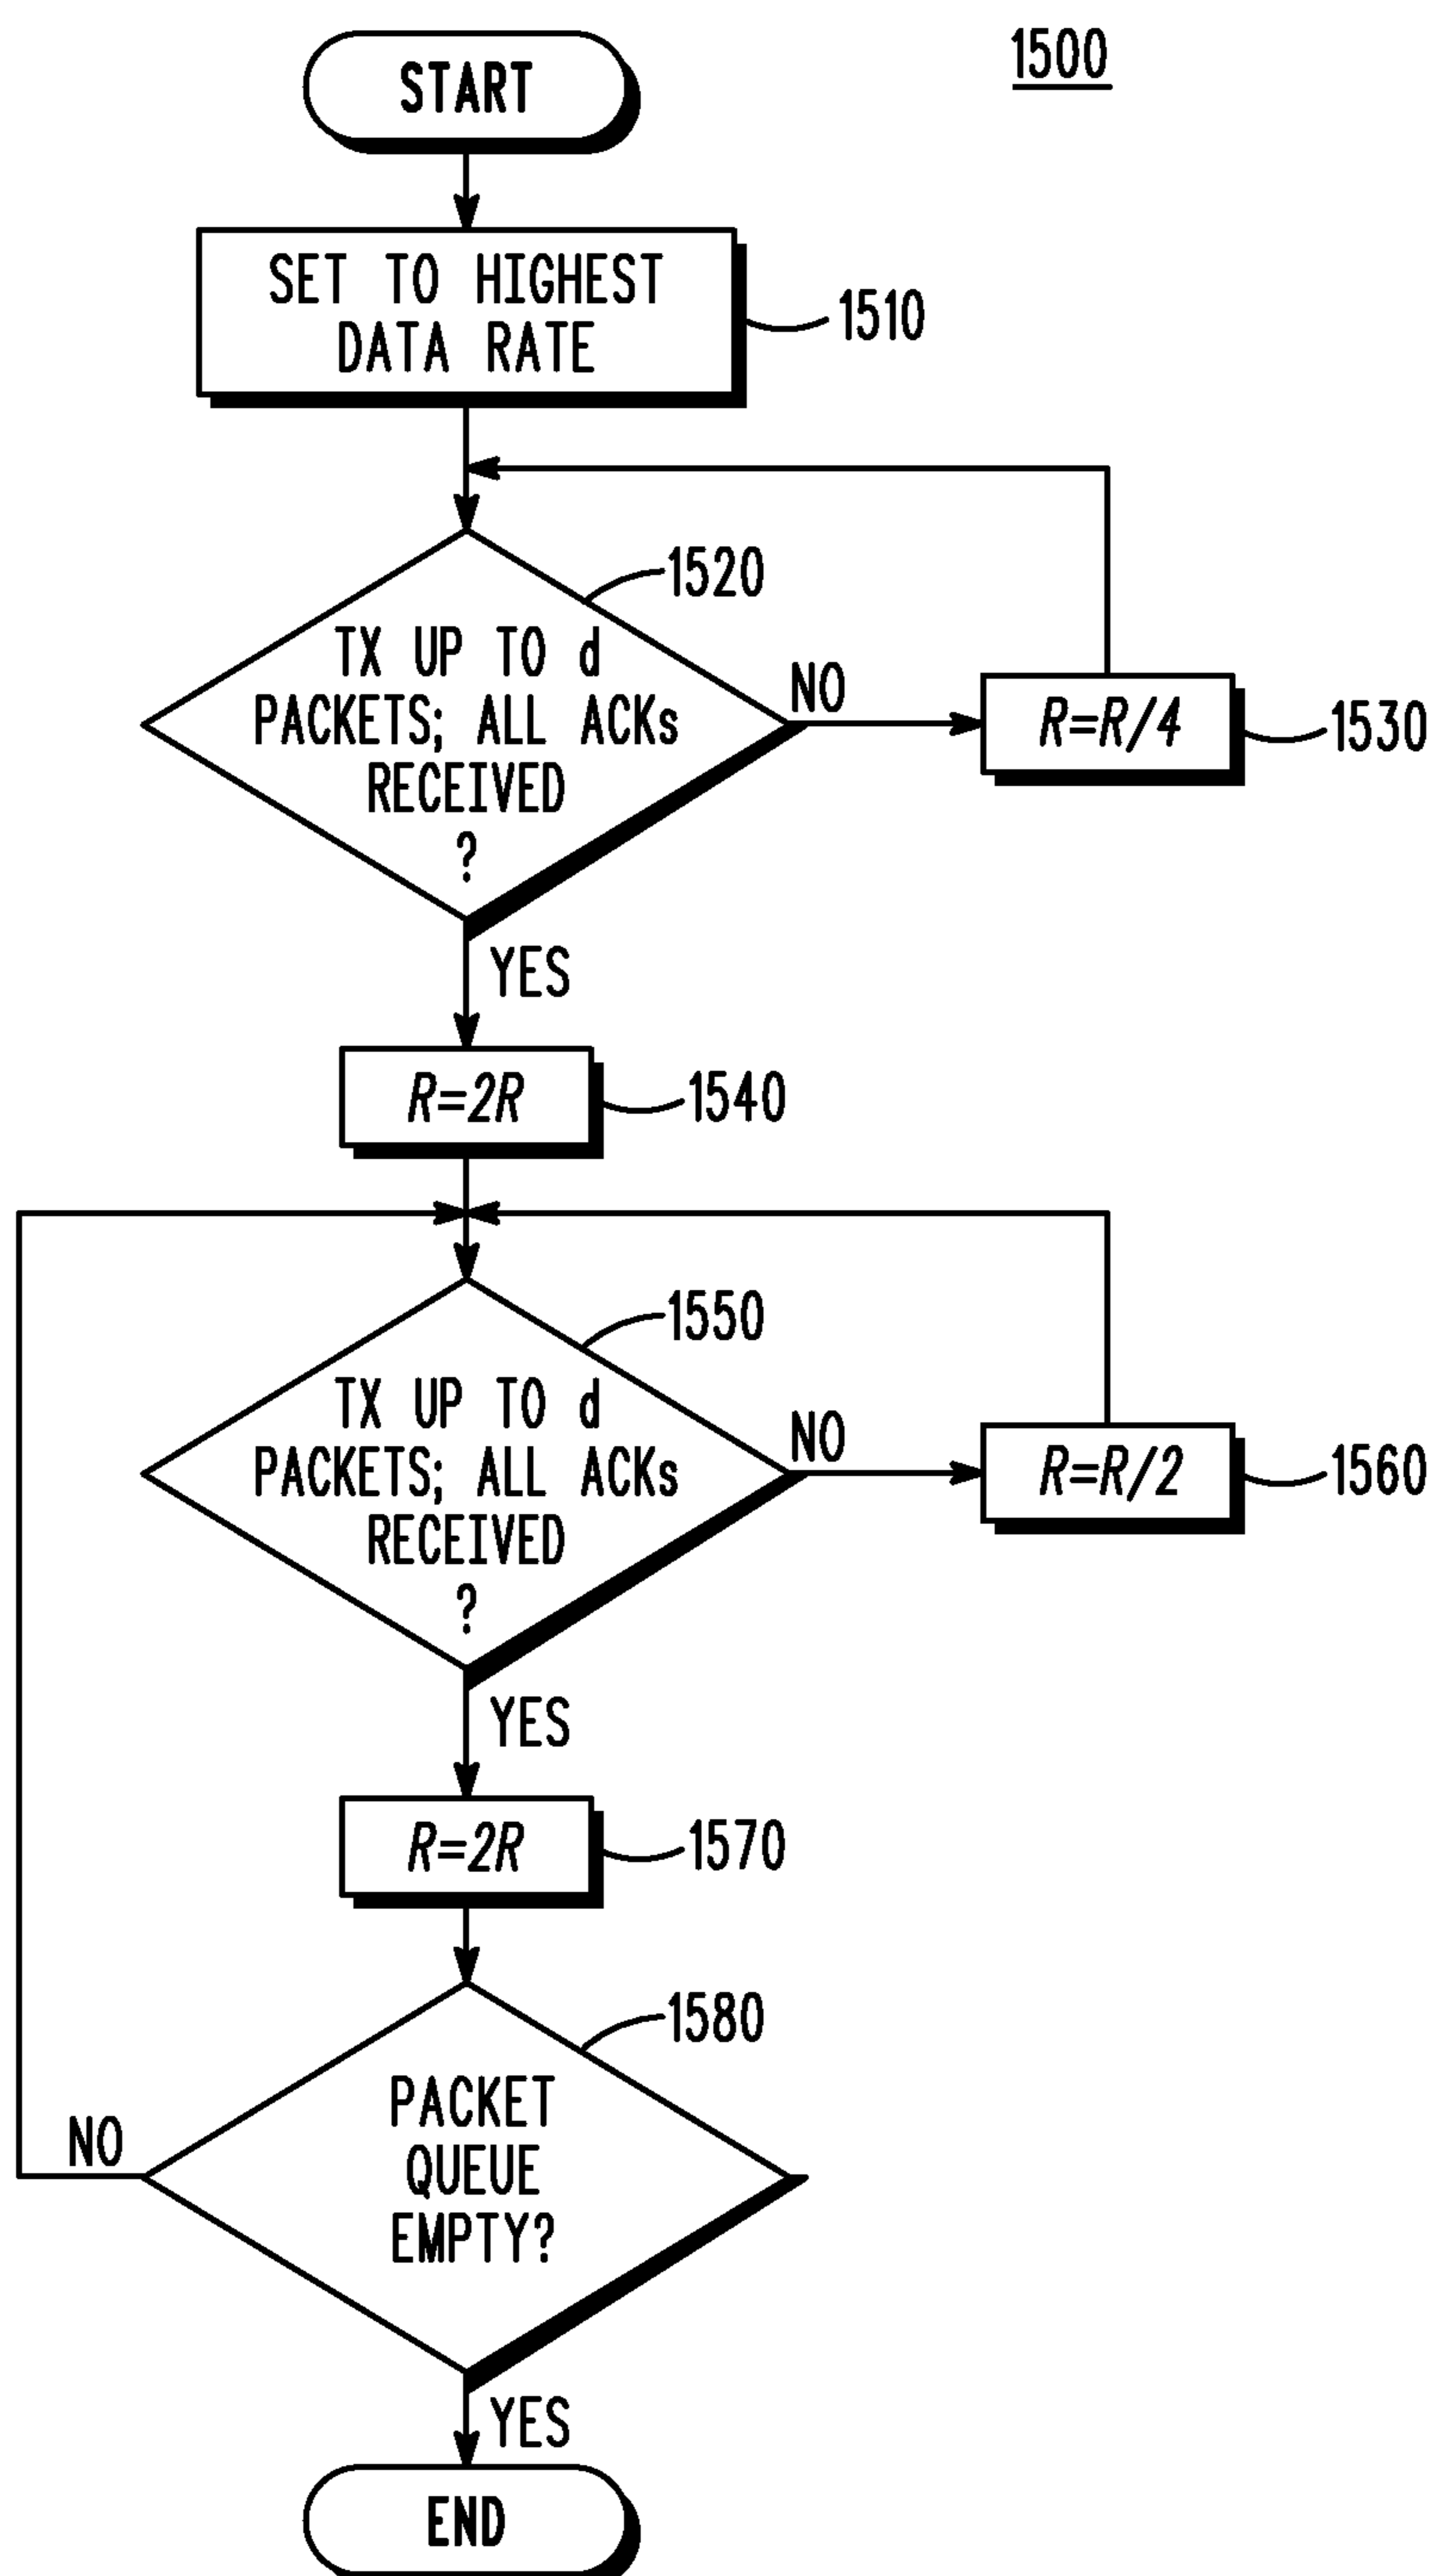 1500
START
SET TO HIGHEST
DATA RATE
1510
1520
TX UP TO d
PACKETS; ALL ACKs
RECEIVED
?
NO
R=R/4
1530
YES
R=2R
1540
1550
TX UP TO d
PACKETS; ALL ACKs
RECEIVED
?
NO
R=R/2
1560
YES
R=2R
1570
1580
PACKET
QUEUE
EMPTY?
NO
YES
END